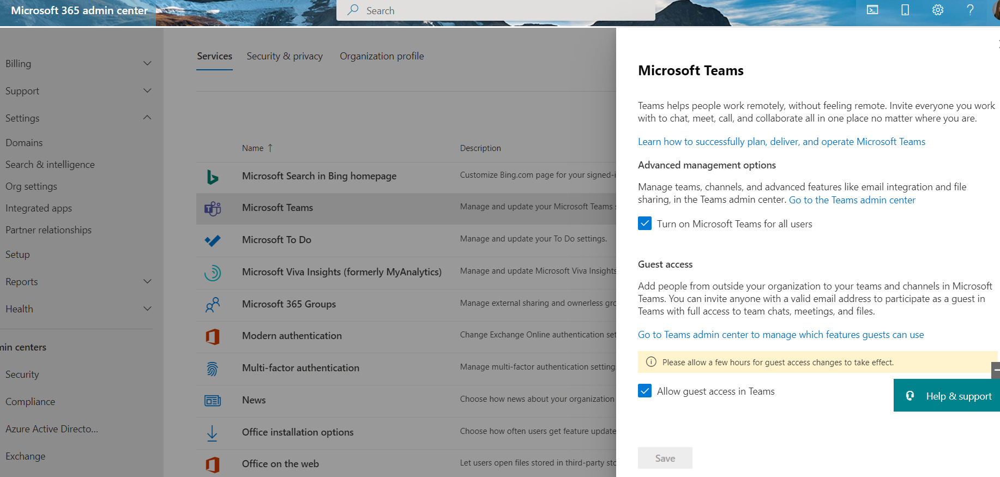 Microsoft 365 admin center
Search
Billing
Support
Settings
Domains
Search & intelligence
Org settings
Integrated apps
Partner relationships
Setup
Reports
Health
min centers
Security
Compliance
Azure Active Directo...
Exchange
Services Security & privacy Organization profile
Name ↑ Description
Microsoft Search in Bing homepage Customize Bing.com page for your signed-i
Microsoft Teams Manage and update your Microsoft Teams s
Microsoft To Do Manage and update your To Do settings.
Microsoft Viva Insights (formerly MyAnalytics) Manage and update Microsoft Viva Insights
Microsoft 365 Groups Manage external sharing and ownerless gro
Modern authentication Change Exchange Online authentication set
Multi-factor authentication Manage multi-factor authentication setting
News Choose how news about your organization
Office installation options Choose how often users get feature update
Office on the web Let users open files stored in third-party sto
Microsoft Teams
Teams helps people work remotely, without feeling remote. Invite everyone you work
with to chat, meet, call, and collaborate all in one place no matter where you are.
Learn how to successfully plan, deliver, and operate Microsoft Teams
Advanced management options
Manage teams, channels, and advanced features like email integration and file
sharing, in the Teams admin center. Go to the Teams admin center
Turn on Microsoft Teams for all users
Guest access
Add people from outside your organization to your teams and channels in Microsoft
Teams. You can invite anyone with a valid email address to participate as a guest in
Teams with full access to team chats, meetings, and files.
Go to Teams admin center to manage which features guests can use
Please allow a few hours for guest access changes to take effect.
Allow guest access in Teams
Help & support
Save